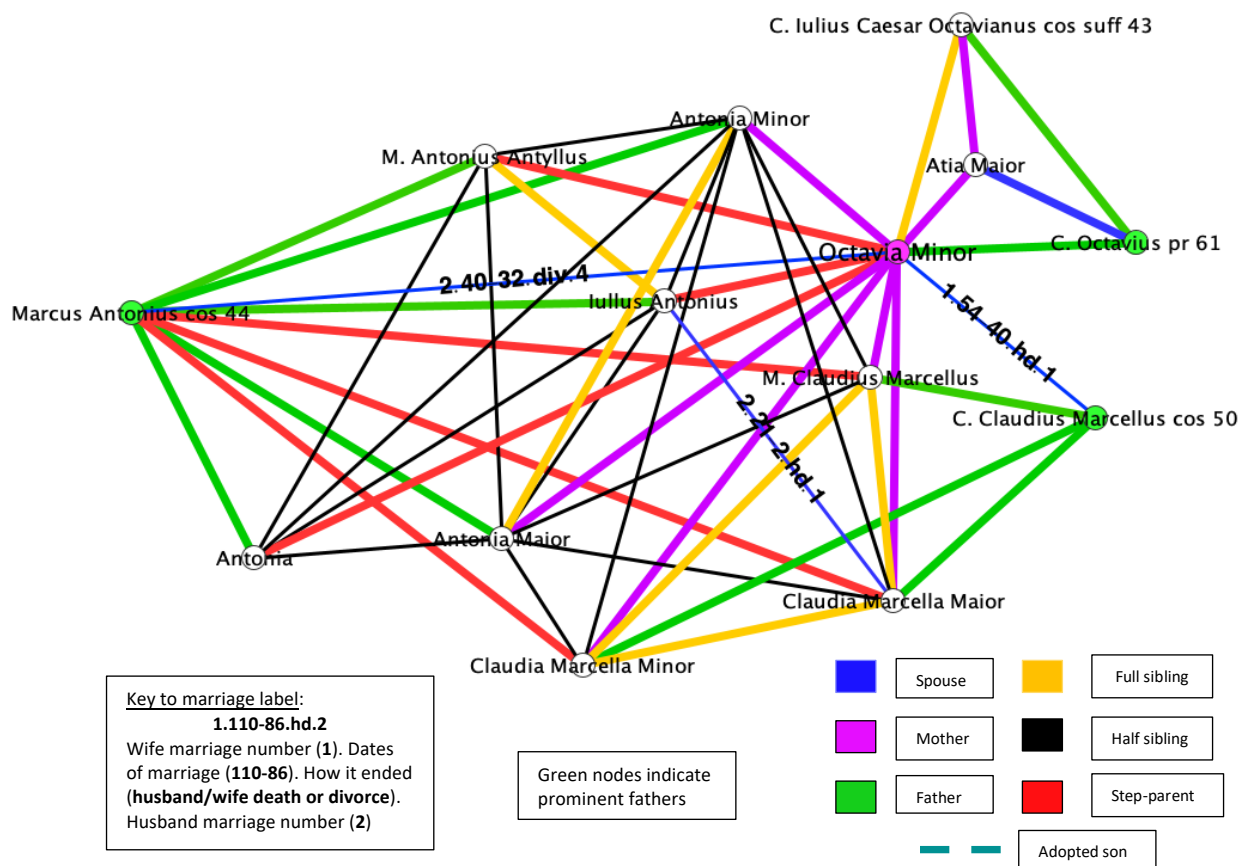 C. Iulius Caesar Octavianus cos suff 43
Antonia Minor
M. Antonius Antyllus
Atia Maior
Octavia Minor
C. Octavius pr 61
2.40-32.div.4
Iullus Antonius
Marcus Antonius cos 44
1.54-40.hd.1
M. Claudius Marcellus
C. Claudius Marcellus cos 50
2.21-2.hd.1
Antonia Maior
Antonia
Claudia Marcella Maior
Claudia Marcella Minor
Key to marriage label:
1.110-86.hd.2
Wife marriage number (1). Dates
of marriage (110-86). How it ended
(husband/wife death or divorce).
Husband marriage number (2)
Green nodes indicate
prominent fathers
Spouse
Full sibling
Mother
Half sibling
Father
Step-parent
Adopted son